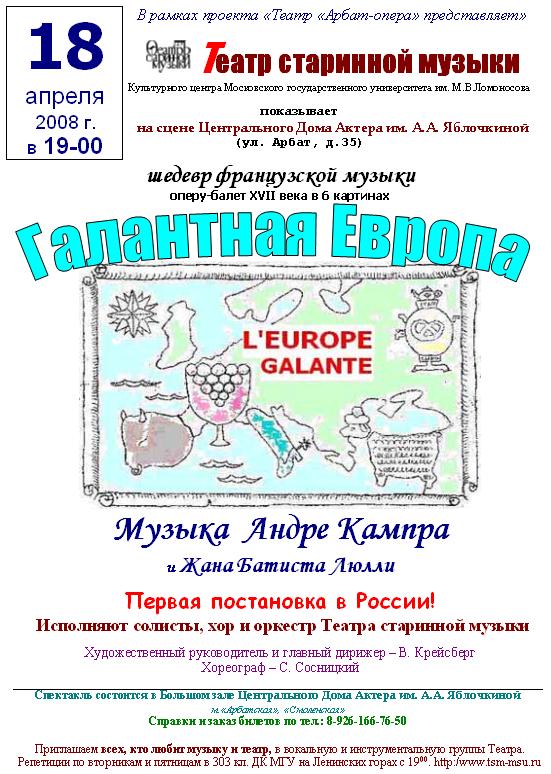 18
апреля
2008 г.
в 19-00
В рамках проекта «Театр «Арбат-опера» представляет»
Театр старинной музыки
Театр старинной музыки
Культурного центра Московского государственного университета им. М.В.Ломоносова
показывает
на сцене Центрального Дома Актера им. А.А. Яблочкиной
(ул. Арбат, д.35)
шедевр французской музыки
оперу-балет XVII века в 6 картинах
Галантная Европа
L'EUROPE
GALANTE
Музыка Андре Кампра
и Жана Батиста Люлли
Первая постановка в России!
Исполняют солисты, хор и оркестр Театра старинной музыки
Художественный руководитель и главный дирижер – В. Крейсберг
Хореограф – С. Сосницкий
Спектакль состоится в Большом зале Центрального Дома Актера им. А.А. Яблочкиной
м.«Арбатская», «Смоленская»
Справки и заказ билетов по тел.: 8-926-166-76-50
Приглашаем всех, кто любит музыку и театр, в вокальную и инструментальную группы Театра.
Репетиции по вторникам и пятницам в 303 кл. ДК МГУ на Ленинских горах с 19⁰⁰. http://www.tsm-msu.ru